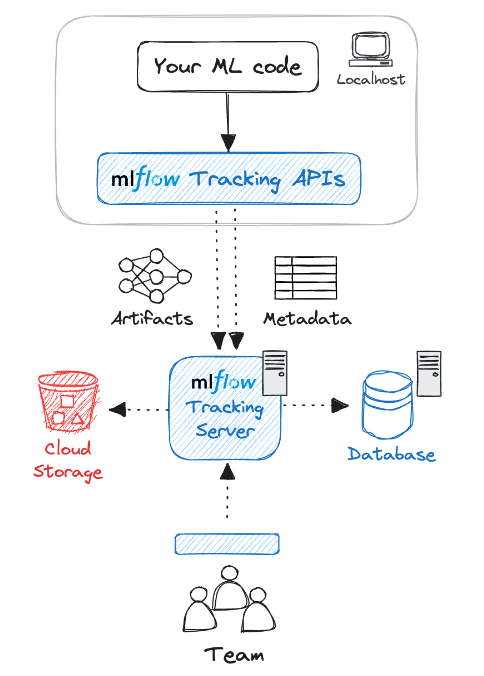 Your ML code
Localhost
mlflow Tracking APIs
Artifacts
Metadata
mlflow
Tracking
Server
Cloud
Storage
Database
Team